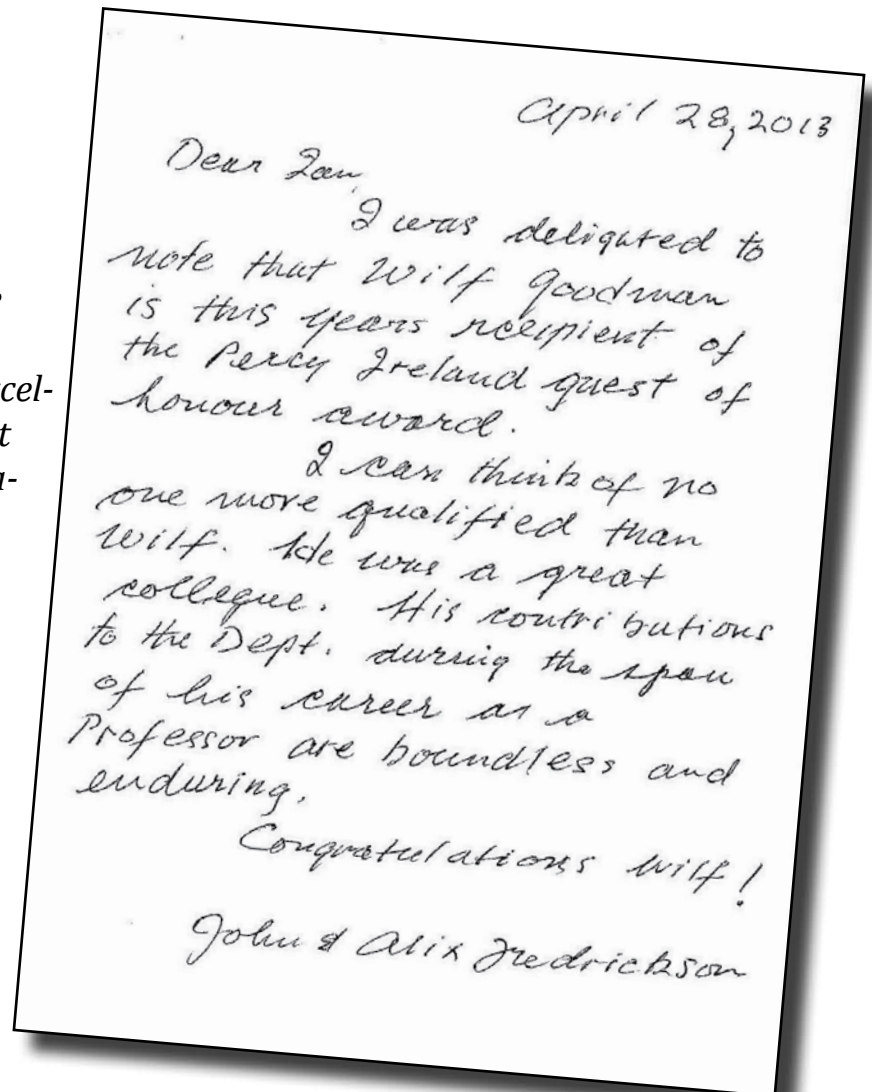 April 28, 2013
Dear Ian,
I was delighted to
note that Wilf Goodman
is this years recipient of
the Percy Ireland guest of
honour award.
I can think of no
one more qualified than
Wilf. He was a great
collegue. His contributions
to the Dept. during the span
of his career as a
Professor are boundless and
enduring.
Congratulations Wilf!
John & Alix Fredrickson
xcel-
t
a-